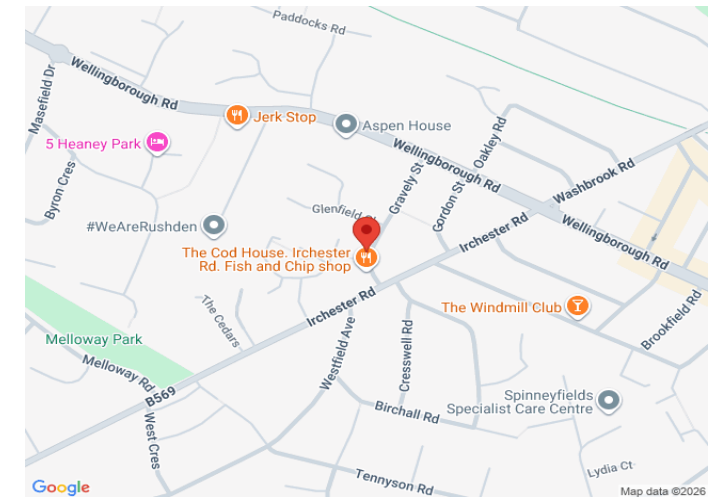 Paddocks Rd
Wellingborough Rd
Masefield Dr
Jerk Stop
Aspen House
5 Heaney Park
Oakley Rd
Wellingborough Rd
Byron Cres
Gravely St
Gordon St
Washbrook Rd
Glenfield
#WeAreRushden
Irchester Rd
Wellingborough Rd
The Cod House. Irchester
Rd. Fish and Chip shop
The Cedars
Irchester Rd
The Windmill Club
Brookfield Rd
Melloway Park
Westfield Ave
Cresswell Rd
Melloway Rd
B569
West Cres
Birchall Rd
Spinneyfields
Specialist Care Centre
Tennyson Rd
Lydia Ct
Google
Map data ©2026